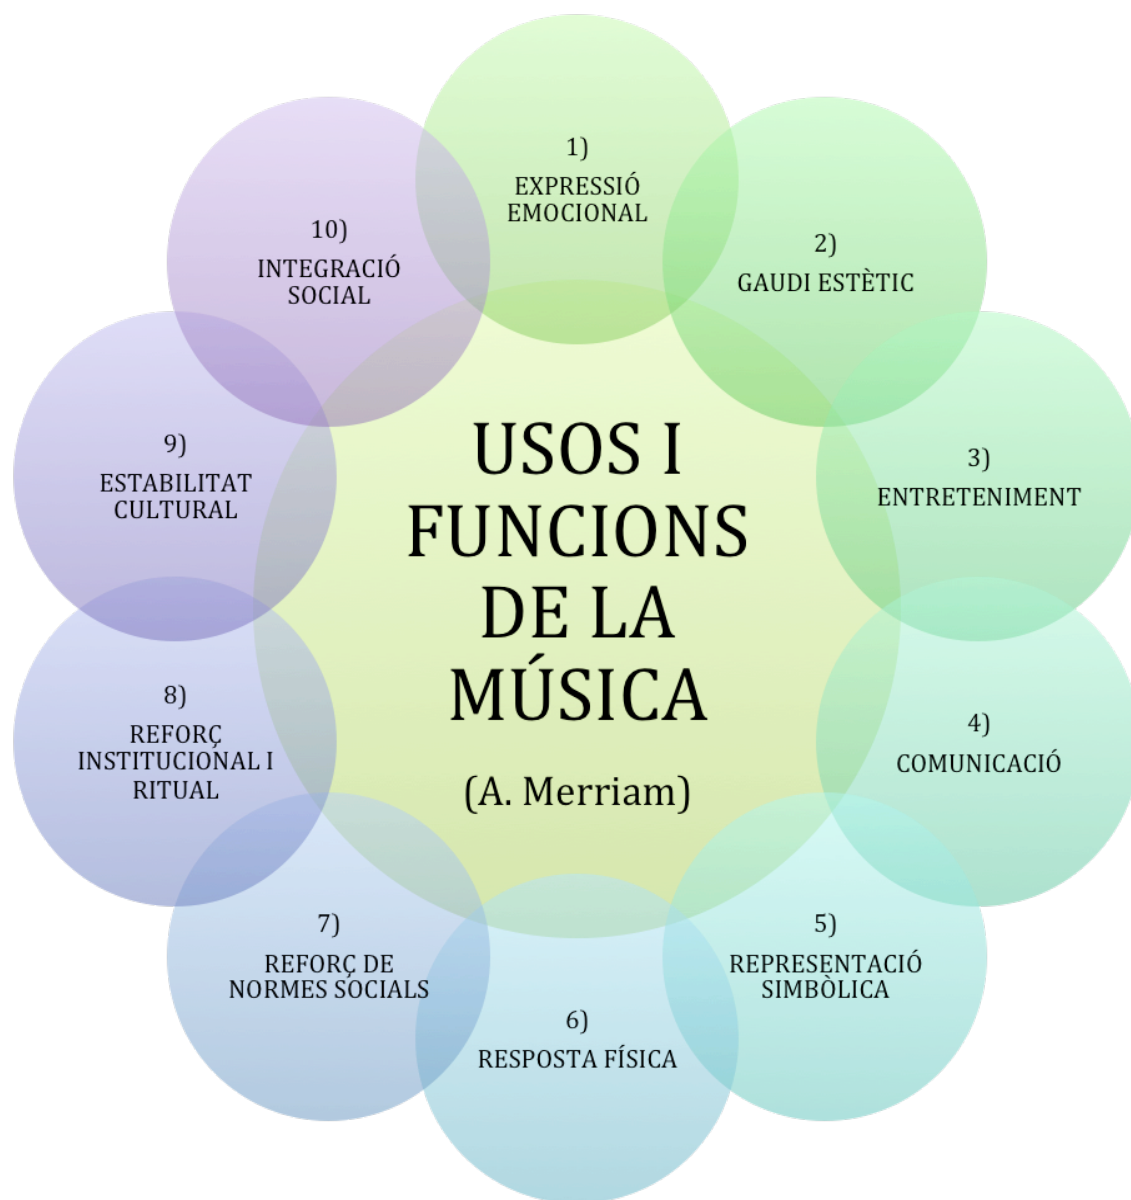 USOS I
FUNCIONS
DE LA
MÚSICA
(A. Merriam)
1)
EXPRESSIÓ
EMOCIONAL
2)
GAUDI ESTÈTIC
3)
ENTRETENIMENT
4)
COMUNICACIÓ
5)
REPRESENTACIÓ
SIMBÒLICA
6)
RESPOSTA FÍSICA
7)
REFORÇ DE
NORMES SOCIALS
8)
REFORÇ
INSTITUCIONAL I
RITUAL
9)
ESTABILITAT
CULTURAL
10)
INTEGRACIÓ
SOCIAL